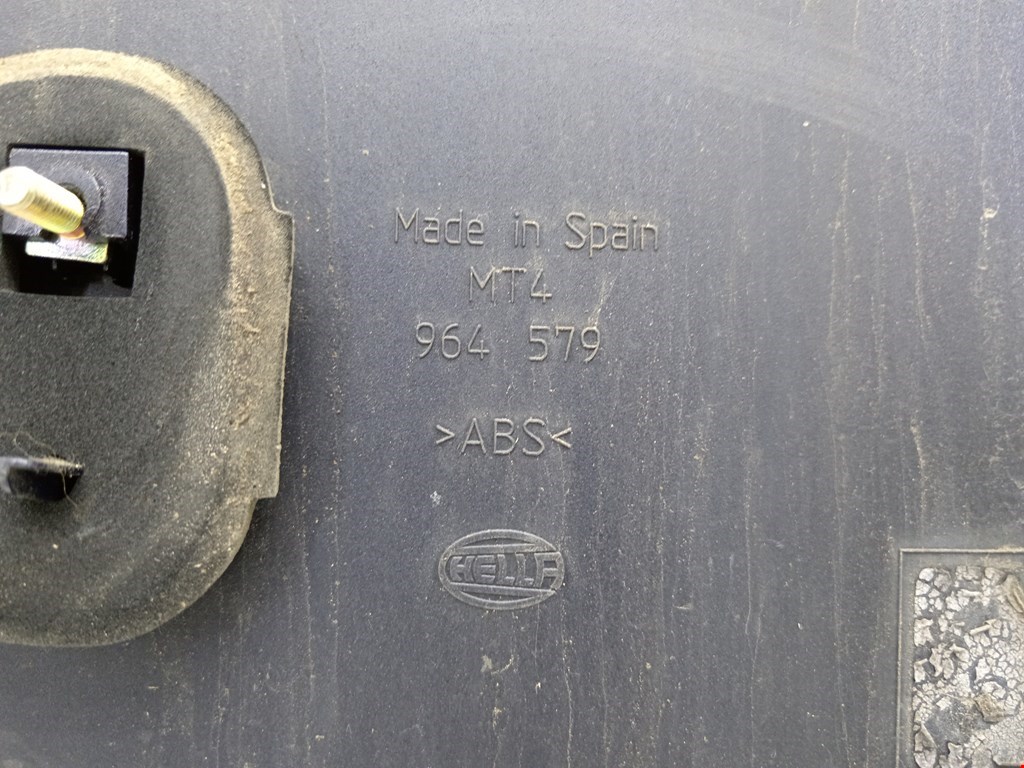 Made in Spain
MT4
964 579
>ABS<
HELLA